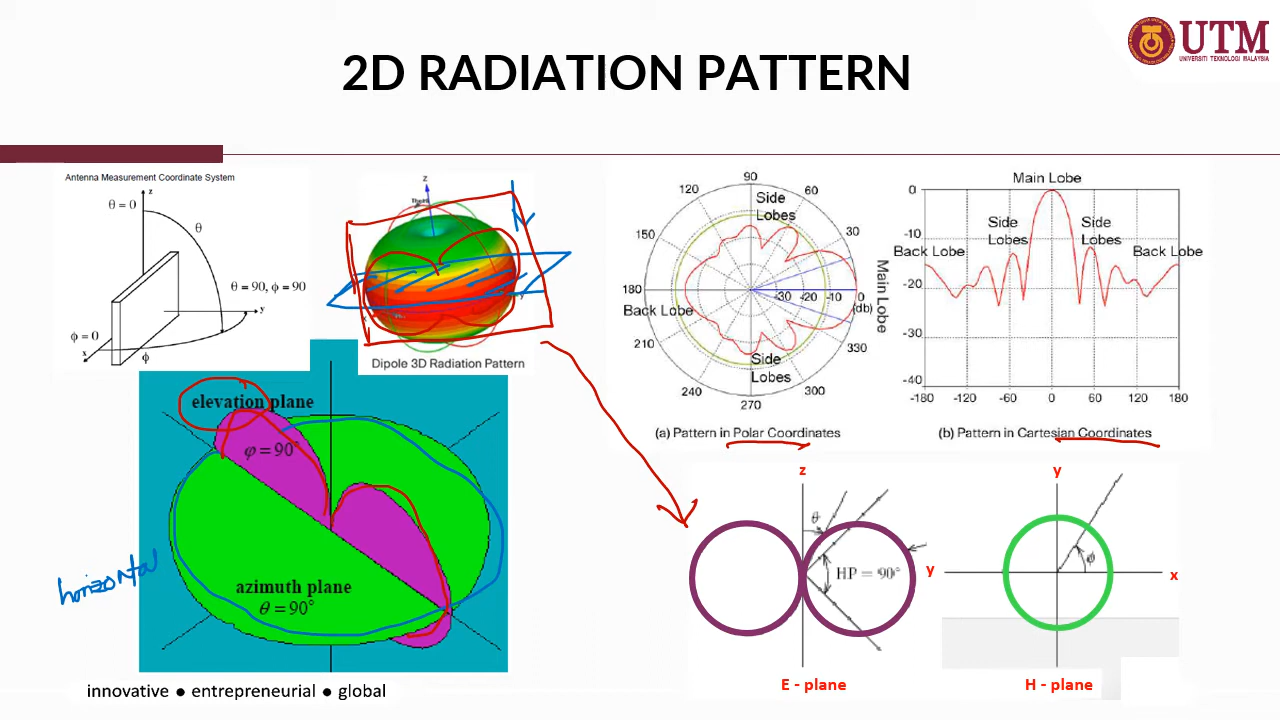 2D RADIATION PATTERN
UTM
UNIVERSITI TEKNOLOGI MALAYSIA
Antenna Measurement Coordinate System
z
θ = 0
θ
θ = 90, ϕ = 90
y
ϕ = 0
x
ϕ
z
y
x
Dipole 3D Radiation Pattern
90
120
60
Side
Lobes
150
30
180
-30 -20 -10 0
(db)
Back Lobe
Main Lobe
210
330
Side
Lobes
240
300
270
(a) Pattern in Polar Coordinates
Main Lobe
0
Side
Lobes
Side
Lobes
-10
Back Lobe
Back Lobe
-20
-30
-40
-180 -120 -60 0 60 120 180
(b) Pattern in Cartesian Coordinates
elevation plane
φ = 90°
azimuth plane
θ = 90°
horizontal
z
θ
HP = 90°
y
E - plane
y
ϕ
x
H - plane
innovative ● entrepreneurial ● global